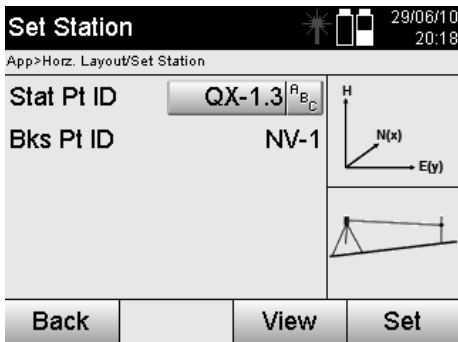 Set Station
29/06/10
20:18
App>Horz. Layout/Set Station
Stat Pt ID QX-1.3 ABC
Bks Pt ID NV-1
H
N(x)
E(y)
Back View Set